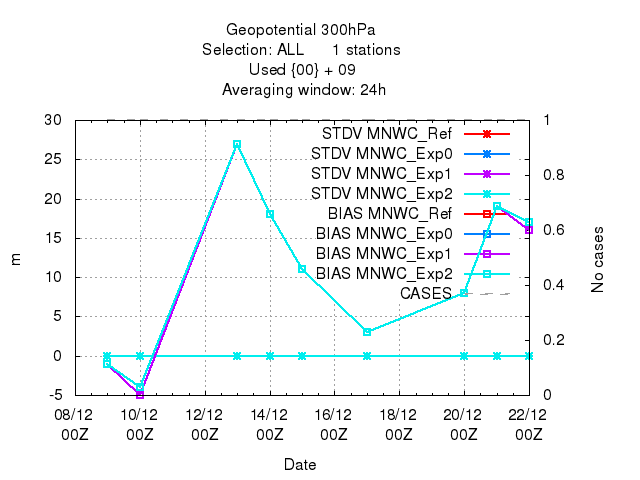 Geopotential 300hPa
Selection: ALL 1 stations
Used {00} + 09
Averaging window: 24h
30
25
20
15
10
5
0
-5
m
1
0.8
0.6
0.4
0.2
0
No cases
STDV MNWC_Ref
STDV MNWC_Exp0
STDV MNWC_Exp1
STDV MNWC_Exp2
BIAS MNWC_Ref
BIAS MNWC_Exp0
BIAS MNWC_Exp1
BIAS MNWC_Exp2
CASES
08/12 10/12 12/12 14/12 16/12 18/12 20/12 22/12
00Z 00Z 00Z 00Z 00Z 00Z 00Z 00Z
Date